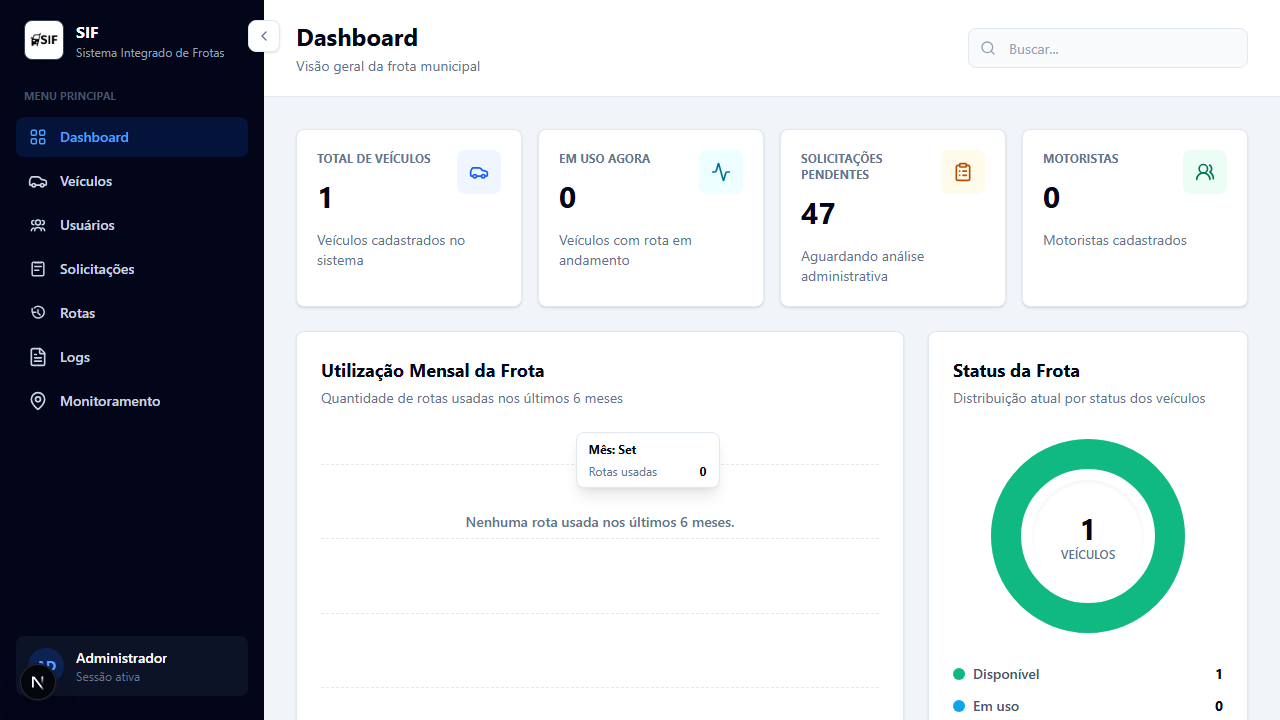 SIF
SIF
Sistema Integrado de Frotas
MENU PRINCIPAL
Dashboard
Veículos
Usuários
Solicitações
Rotas
Logs
Monitoramento
AD
Administrador
Sessão ativa
N
Dashboard
Visão geral da frota municipal
Buscar...
TOTAL DE VEÍCULOS
1
Veículos cadastrados no
sistema
EM USO AGORA
0
Veículos com rota em
andamento
SOLICITAÇÕES
PENDENTES
47
Aguardando análise
administrativa
MOTORISTAS
0
Motoristas cadastrados
Utilização Mensal da Frota
Quantidade de rotas usadas nos últimos 6 meses
Mês: Set
Rotas usadas 0
Nenhuma rota usada nos últimos 6 meses.
Status da Frota
Distribuição atual por status dos veículos
1
VEÍCULOS
Disponível 1
Em uso 0